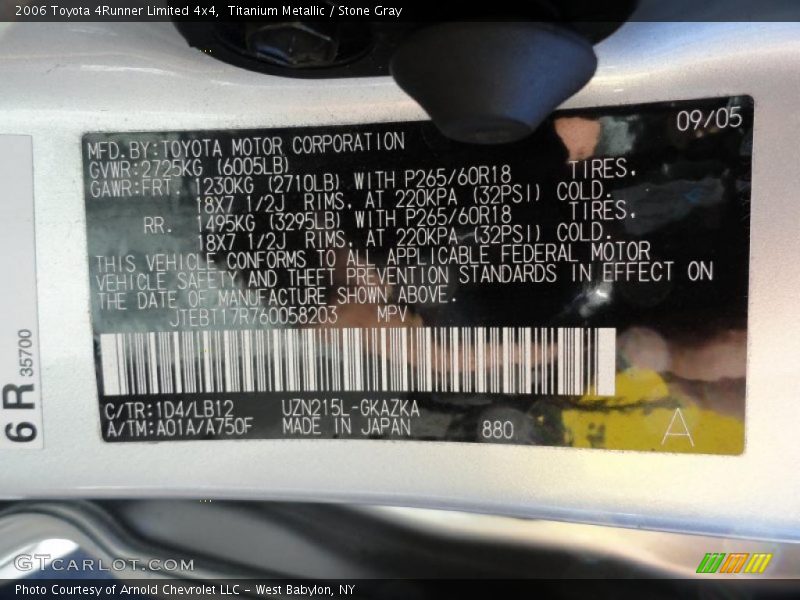 2006 Toyota 4Runner Limited 4x4,  Titanium Metallic / Stone Gray
09/05
MFD.BY:TOYOTA MOTOR CORPORATION
GVWR:2725KG (6005LB)
GAWR:FRT. 1230KG (2710LB) WITH P265/60R18 TIRES.
18X7 1/2J RIMS. AT 220KPA (32PSI) COLD.
RR. 1495KG (3295LB) WITH P265/60R18 TIRES.
18X7 1/2J RIMS. AT 220KPA (32PSI) COLD.
THIS VEHICLE CONFORMS TO ALL APPLICABLE FEDERAL MOTOR
VEHICLE SAFETY AND THEFT PREVENTION STANDARDS IN EFFECT ON
THE DATE OF MANUFACTURE SHOWN ABOVE.
JTEBT17R760058203 MPV
C/TR:1D4/LB12 UZN215L-GKAZKA
A/TM:A01A/A750F MADE IN JAPAN 880 A
6R 35700
GTCarLot.com
Photo Courtesy of Arnold Chevrolet LLC - West Babylon, NY